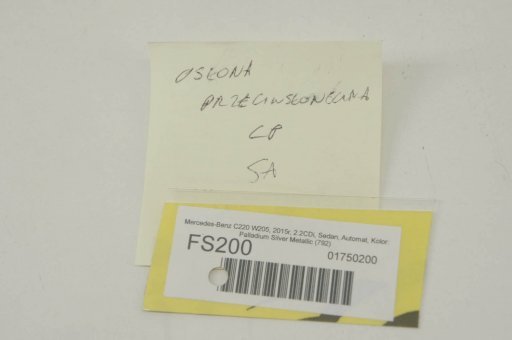 OSŁONA
PRZECIWSŁONECZNA
LP
5A
Mercedes-Benz C220 W205, 2015r, 2.2CDi, Sedan, Automat, Kolor:
Palladium Silver Metallic (792)
FS200
01750200